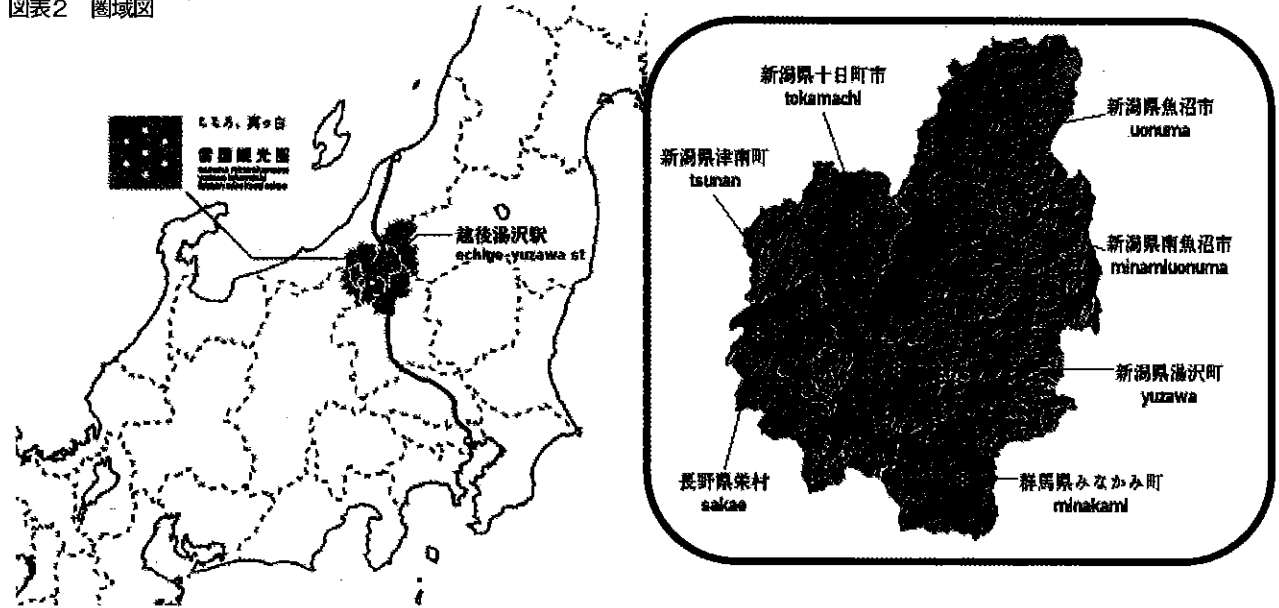 図表2 圏域図
雪国観光圏
越後湯沢駅
echigo-yuzawa st
新潟県十日町市
tokamachi
新潟県魚沼市
uonuma
新潟県津南町
tsunan
新潟県南魚沼市
minamiuonuma
新潟県湯沢町
yuzawa
長野県栄村
sakae
群馬県みなかみ町
minakami